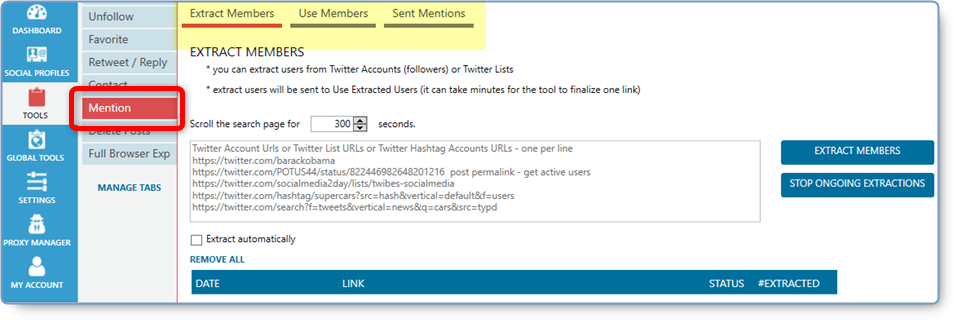 DASHBOARD
SOCIAL PROFILES
TOOLS
GLOBAL TOOLS
SETTINGS
PROXY MANAGER
MY ACCOUNT
Unfollow
Favorite
Retweet / Reply
Contact
Mention
Delete Posts
Full Browser Exp
MANAGE TABS
Extract Members Use Members Sent Mentions
EXTRACT MEMBERS
* you can extract users from Twitter Accounts (followers) or Twitter Lists
* extract users will be sent to Use Extracted Users (it can take minutes for the tool to finalize one link)
Scroll the search page for 300 seconds.
Twitter Account Urls or Twitter List URLs or Twitter Hashtag Accounts URLs - one per line
https://twitter.com/barackobama
https://twitter.com/POTUS44/status/822446982648201216 post permalink - get active users
https://twitter.com/socialmedia2day/lists/twibes-socialmedia
https://twitter.com/hashtag/supercars?src=hash&vertical=default&f=users
https://twitter.com/search?f=tweets&vertical=news&q=cars&src=typd
EXTRACT MEMBERS
STOP ONGOING EXTRACTIONS
Extract automatically
REMOVE ALL
DATE LINK STATUS #EXTRACTED